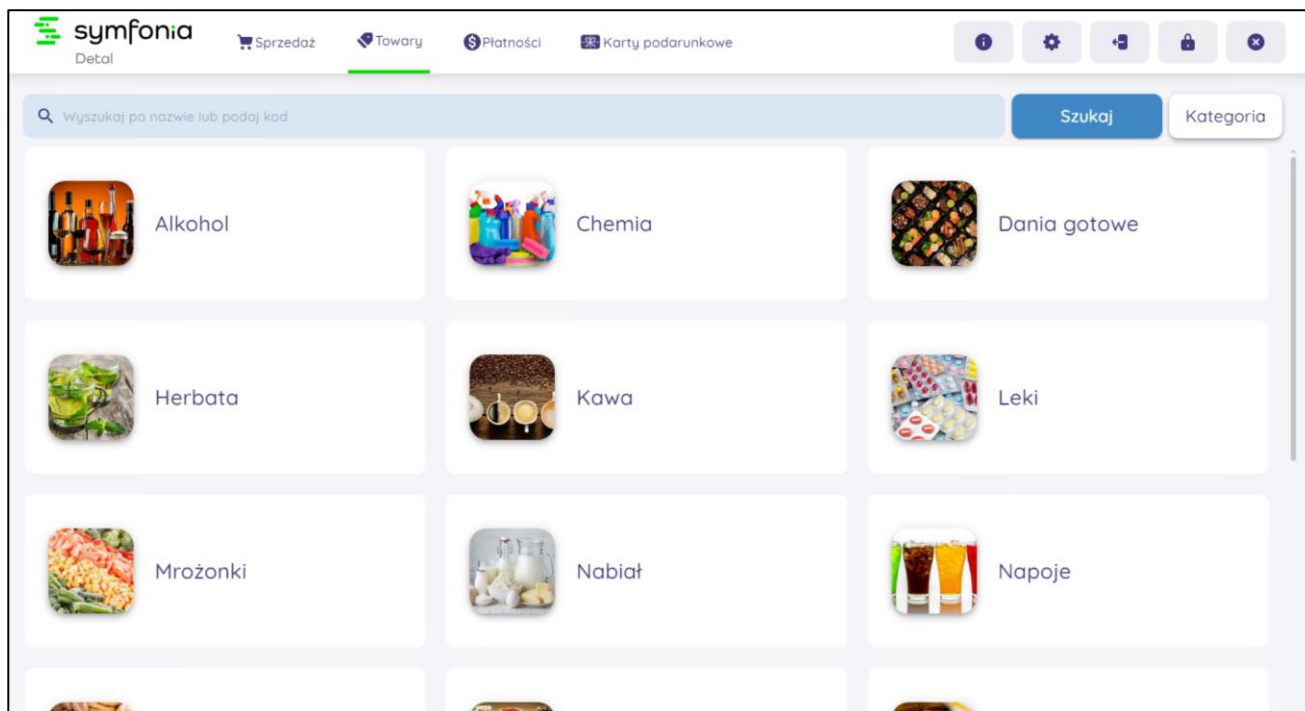 symfonia
Detal
Sprzedaż Towary Płatności Karty podarunkowe
Wyszukaj po nazwie lub podaj kod Szukaj Kategoria
Alkohol Chemia Dania gotowe
Herbata Kawa Leki
Mrożonki Nabiał Napoje